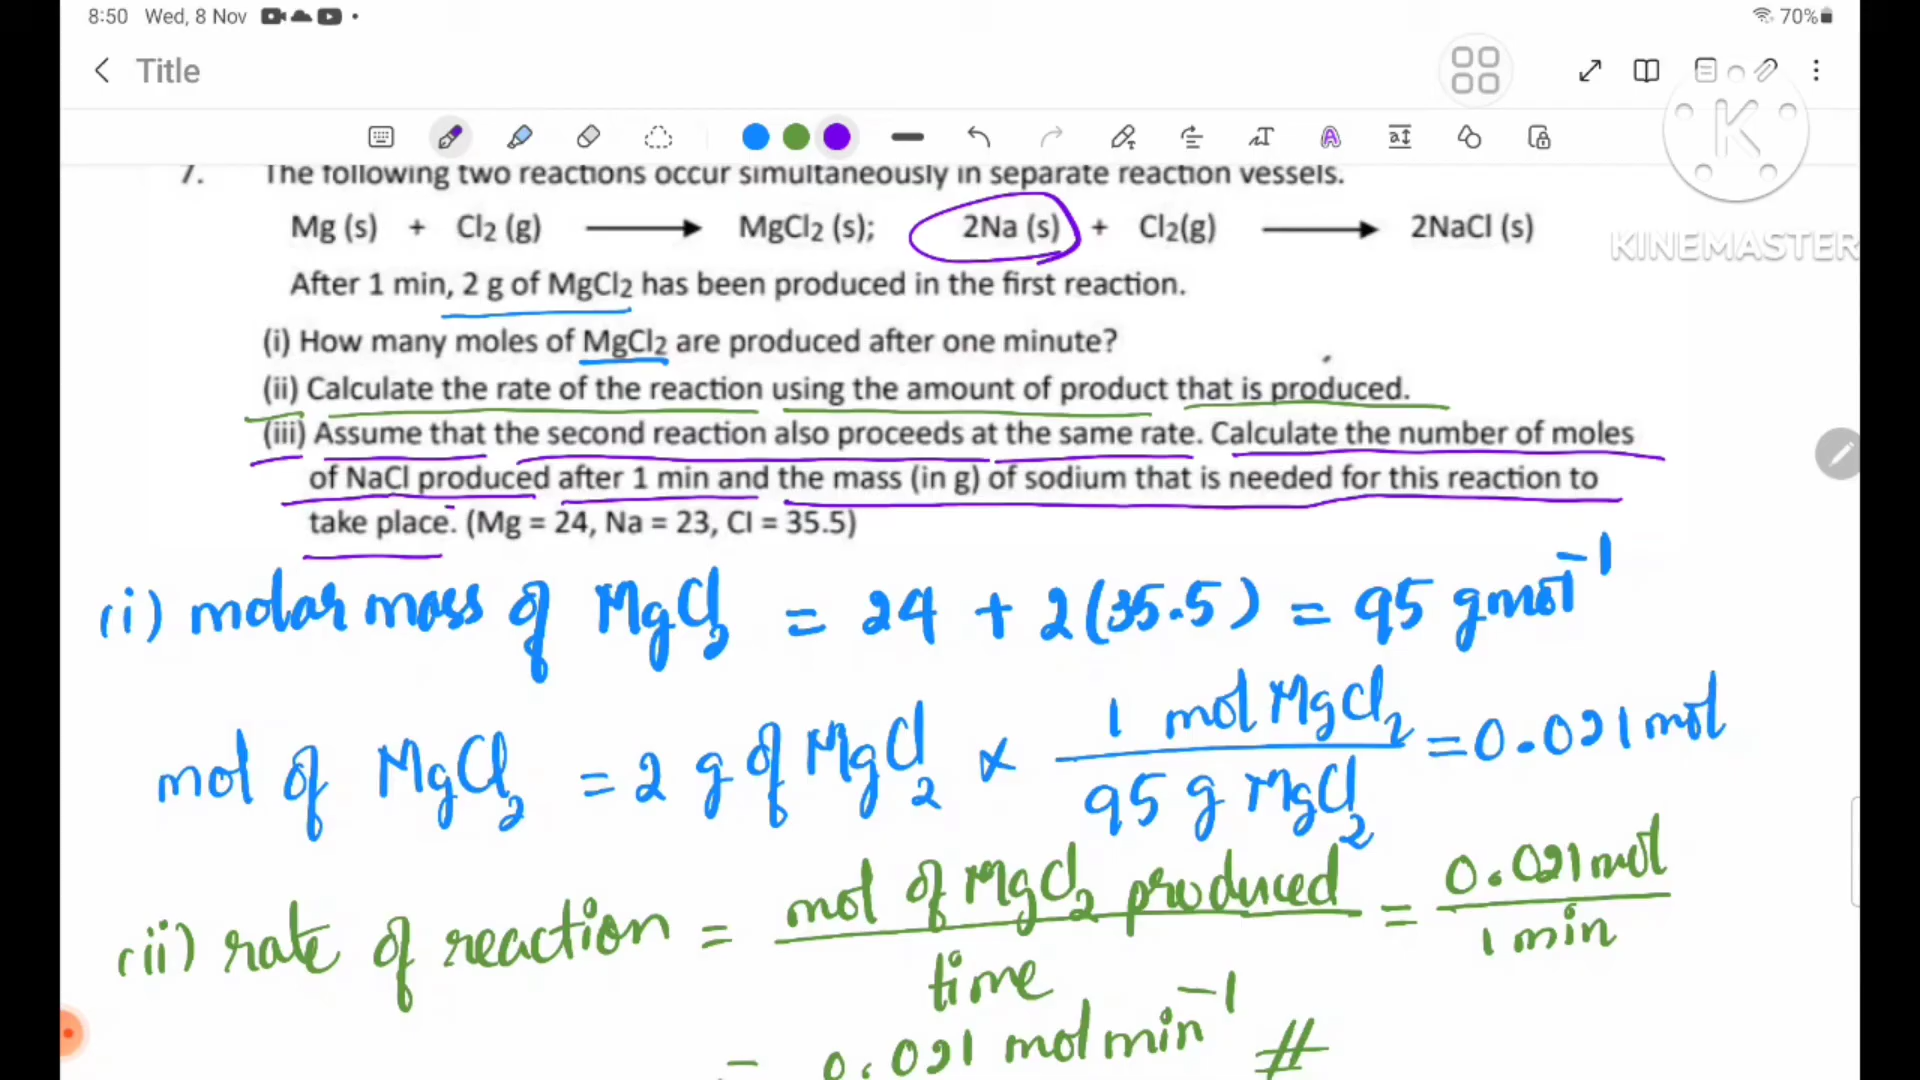 8:50 Wed, 8 Nov
70%
Title
K
KINEMASTER
7. The following two reactions occur simultaneously in separate reaction vessels.
Mg (s) + Cl2 (g) ⟶ MgCl2 (s); 2Na (s) + Cl2(g) ⟶ 2NaCl (s)
After 1 min, 2 g of MgCl2 has been produced in the first reaction.
(i) How many moles of MgCl2 are produced after one minute?
(ii) Calculate the rate of the reaction using the amount of product that is produced.
(iii) Assume that the second reaction also proceeds at the same rate. Calculate the number of moles
of NaCl produced after 1 min and the mass (in g) of sodium that is needed for this reaction to
take place. (Mg = 24, Na = 23, Cl = 35.5)
(i) molar mass of MgCl2 = 24 + 2(35.5) = 95 gmol⁻¹
mol of MgCl2 = 2 g of MgCl2 × 1 mol MgCl2 / 95 g MgCl2 = 0.021 mol
(ii) rate of reaction = mol of MgCl2 produced / time = 0.021 mol / 1 min
= 0.021 mol min⁻¹ #